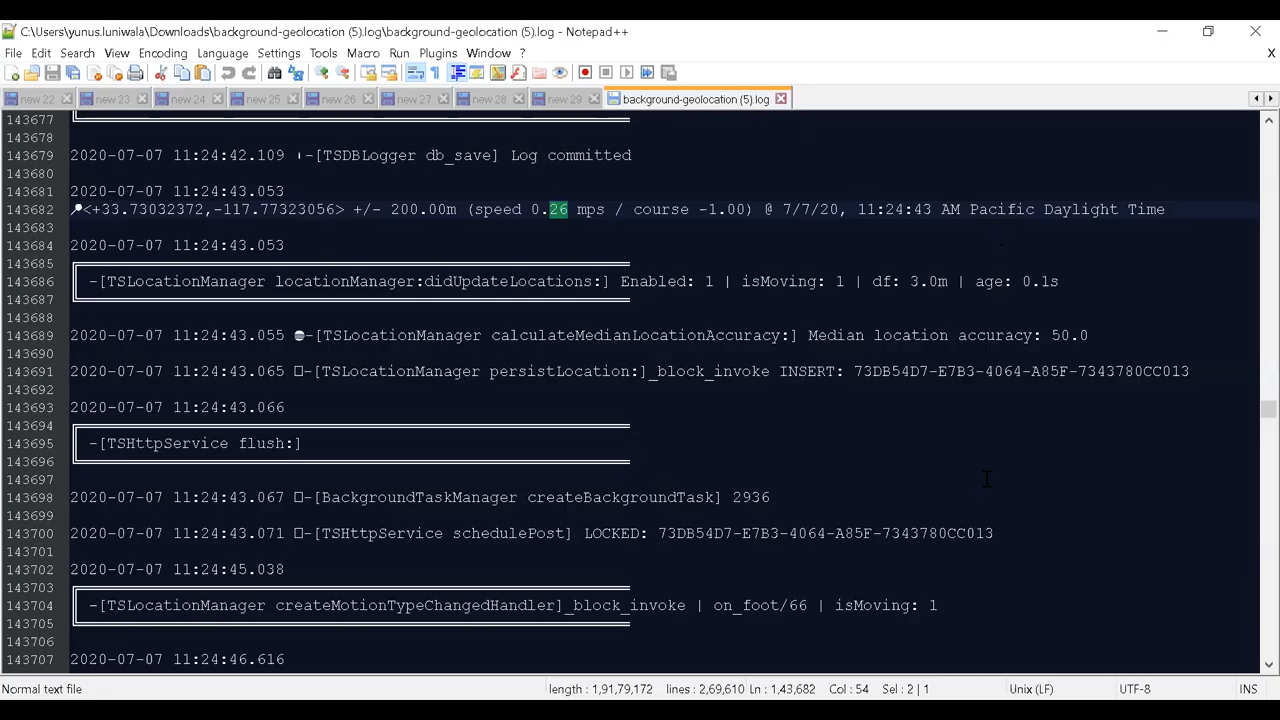 C:\Users\yunus.luniwala\Downloads\background-geolocation (5).log\background-geolocation (5).log - Notepad++
File Edit Search View Encoding Language Settings Tools Macro Run Plugins Window ? X
new 22 new 23 new 24 new 25 new 26 new 27 new 28 new 29 background-geolocation (5).log
143677
143678
143679 2020-07-07 11:24:42.109 -[TSDBLogger db_save] Log committed
143680
143681 2020-07-07 11:24:43.053
143682 <+33.73032372,-117.77323056> +/- 200.00m (speed 0.26 mps / course -1.00) @ 7/7/20, 11:24:43 AM Pacific Daylight Time
143683
143684 2020-07-07 11:24:43.053
143685
143686 -[TSLocationManager locationManager:didUpdateLocations:] Enabled: 1 | isMoving: 1 | df: 3.0m | age: 0.1s
143687
143688
143689 2020-07-07 11:24:43.055 -[TSLocationManager calculateMedianLocationAccuracy:] Median location accuracy: 50.0
143690
143691 2020-07-07 11:24:43.065 -[TSLocationManager persistLocation:]_block_invoke INSERT: 73DB54D7-E7B3-4064-A85F-7343780CC013
143692
143693 2020-07-07 11:24:43.066
143694
143695 -[TSHttpService flush:]
143696
143697
143698 2020-07-07 11:24:43.067 -[BackgroundTaskManager createBackgroundTask] 2936
143699
143700 2020-07-07 11:24:43.071 -[TSHttpService schedulePost] LOCKED: 73DB54D7-E7B3-4064-A85F-7343780CC013
143701
143702 2020-07-07 11:24:45.038
143703
143704 -[TSLocationManager createMotionTypeChangedHandler]_block_invoke | on_foot/66 | isMoving: 1
143705
143706
143707 2020-07-07 11:24:46.616
Normal text file length : 1,91,79,172 lines : 2,69,610 Ln : 1,43,682 Col : 54 Sel : 2 | 1 Unix (LF) UTF-8 INS